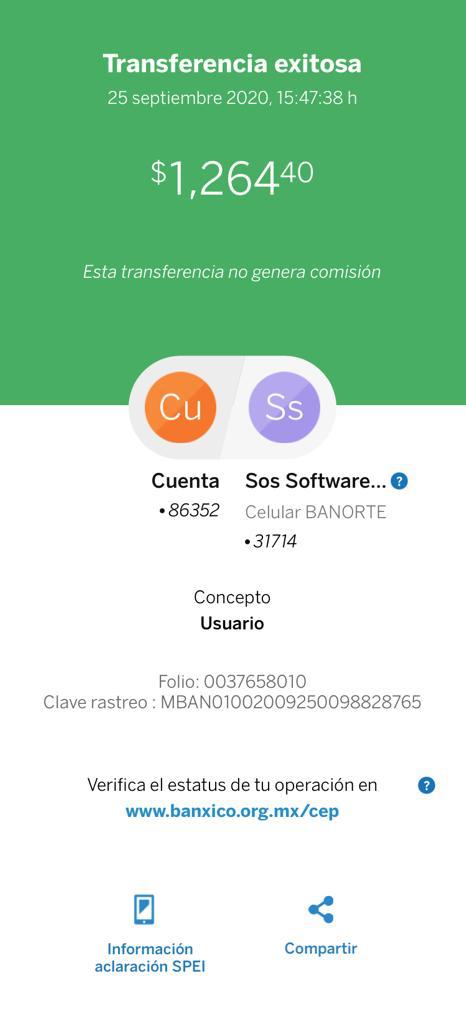 Transferencia exitosa
25 septiembre 2020, 15:47:38 h
$1,264 40
Esta transferencia no genera comisión
Cu
Ss
Cuenta
•86352
Sos Software... ?
Celular BANORTE
•31714
Concepto
Usuario
Folio: 0037658010
Clave rastreo : MBAN01002009250098828765
Verifica el estatus de tu operación en ?
www.banxico.org.mx/cep
Información
aclaración SPEI
Compartir